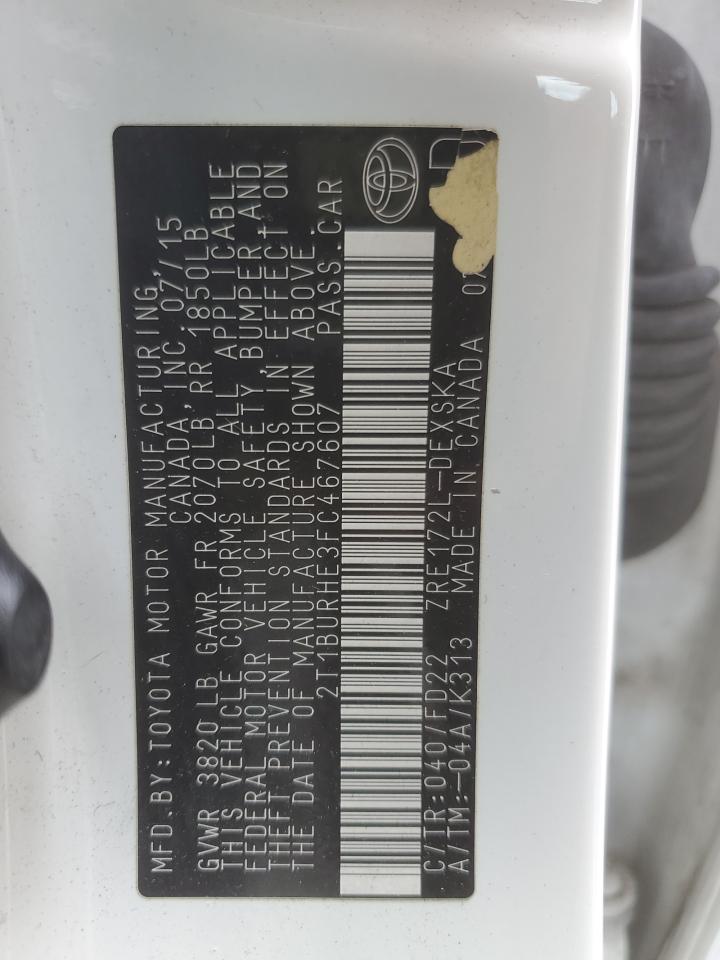 MFD.BY:TOYOTA MOTOR MANUFACTURING,
CANADA, INC. 07/15
GVWR 3820 LB GAWR FR 2070LB, RR 1850LB
THIS VEHICLE CONFORMS TO ALL APPLICABLE
FEDERAL MOTOR VEHICLE SAFETY, BUMPER, AND
THEFT PREVENTION STANDARDS IN EFFECT ON
THE DATE OF MANUFACTURE SHOWN ABOVE.
2T1BURHE3FC467607 PASS.CAR
C/TR:040/FD22 ZRE172L-DEXSKA
A/TM:-04A/K313 MADE IN CANADA